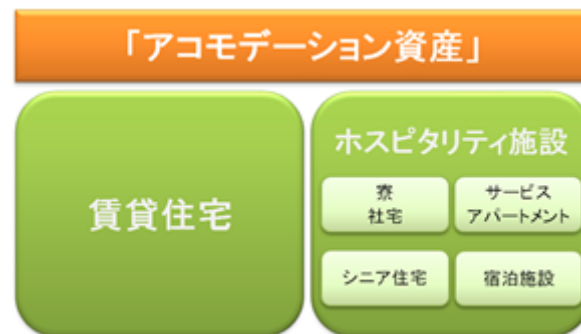 「アコモデーション資産」
賃貸住宅
ホスピタリティ施設
寮
社宅
サービス
アパートメント
シニア住宅
宿泊施設